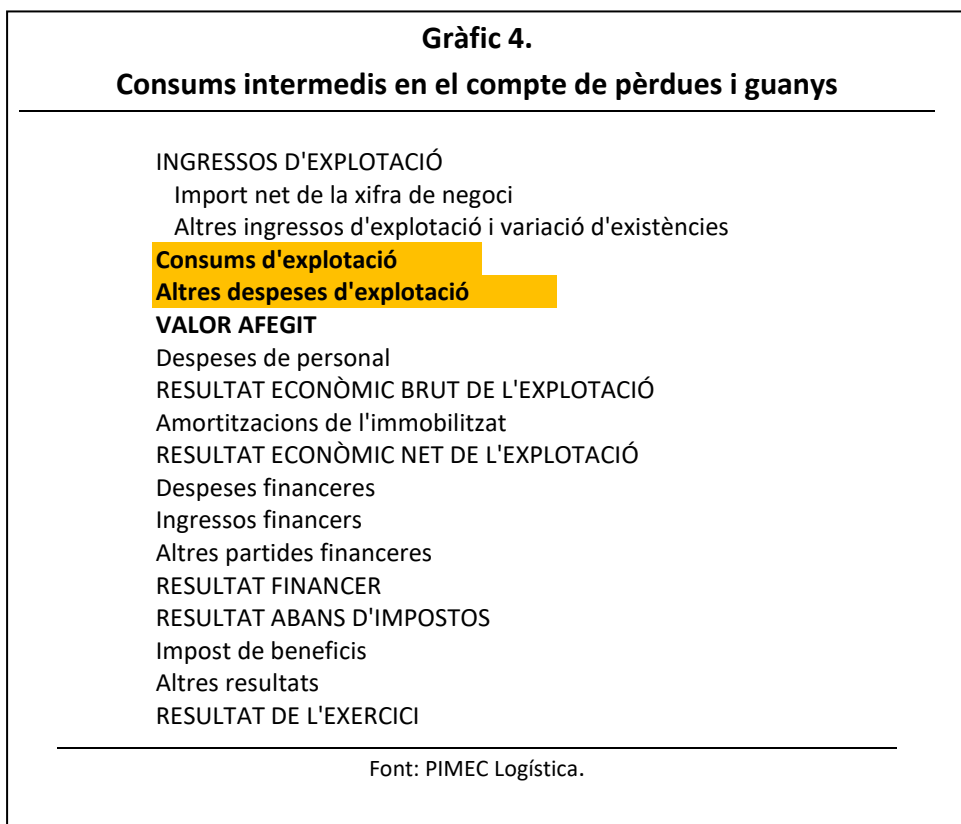 Gràfic 4.
Consums intermedis en el compte de pèrdues i guanys
INGRESSOS D'EXPLOTACIÓ
Import net de la xifra de negoci
Altres ingressos d'explotació i variació d'existències
Consums d'explotació
Altres despeses d'explotació
VALOR AFEGIT
Despeses de personal
RESULTAT ECONÒMIC BRUT DE L'EXPLOTACIÓ
Amortitzacions de l'immobilitzat
RESULTAT ECONÒMIC NET DE L'EXPLOTACIÓ
Despeses financeres
Ingressos financers
Altres partides financeres
RESULTAT FINANCER
RESULTAT ABANS D'IMPOSTOS
Impost de beneficis
Altres resultats
RESULTAT DE L'EXERCICI
Font: PIMEC Logística.